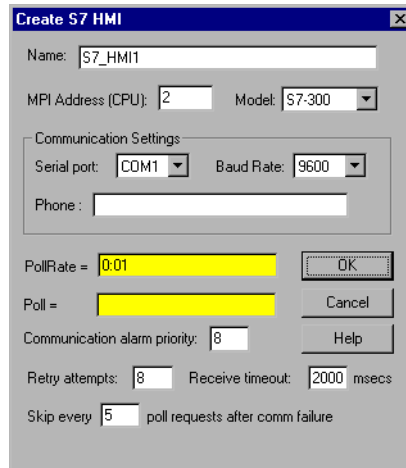 Create S7 HMI
Name: S7_HMI1
MPI Address (CPU): 2 Model: S7-300
Communication Settings
Serial port: COM1 Baud Rate: 9600
Phone :
PollRate = 0:01 OK
Poll = Cancel
Communication alarm priority: 8 Help
Retry attempts: 8 Receive timeout: 2000 msecs
Skip every 5 poll requests after comm failure